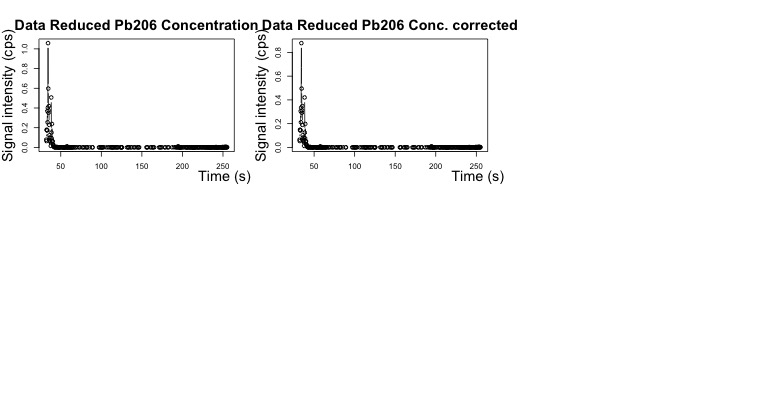 Data Reduced Pb206 Concentration
Signal intensity (cps)
1.0
0.8
0.6
0.4
0.2
0.0
50 100 150 200 250
Time (s)
Data Reduced Pb206 Conc. corrected
Signal intensity (cps)
0.8
0.6
0.4
0.2
0.0
50 100 150 200 250
Time (s)